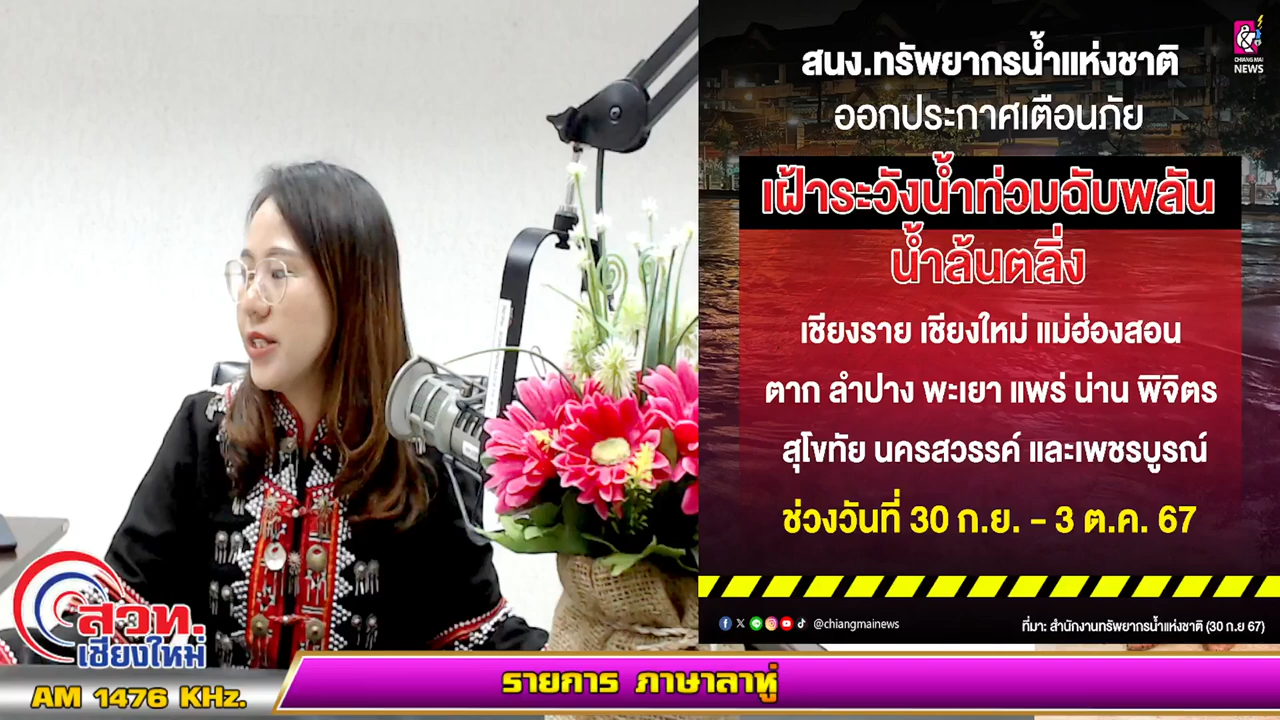 สนง.ทรัพยากรน้ำแห่งชาติ
ออกประกาศเตือนภัย
เฝ้าระวังน้ำท่วมฉับพลัน
น้ำล้นตลิ่ง
เชียงราย เชียงใหม่ แม่ฮ่องสอน
ตาก ลำปาง พะเยา แพร่ น่าน พิจิตร
สุโขทัย นครสวรรค์ และเพชรบูรณ์
ช่วงวันที่ 30 ก.ย. - 3 ต.ค. 67
CHIANG MAI
NEWS
@chiangmainews
ที่มา: สำนักงานทรัพยากรน้ำแห่งชาติ (30 ก.ย 67)
สวท.
เชียงใหม่
AM 1476 KHz.
รายการ ภาษาลาหู่